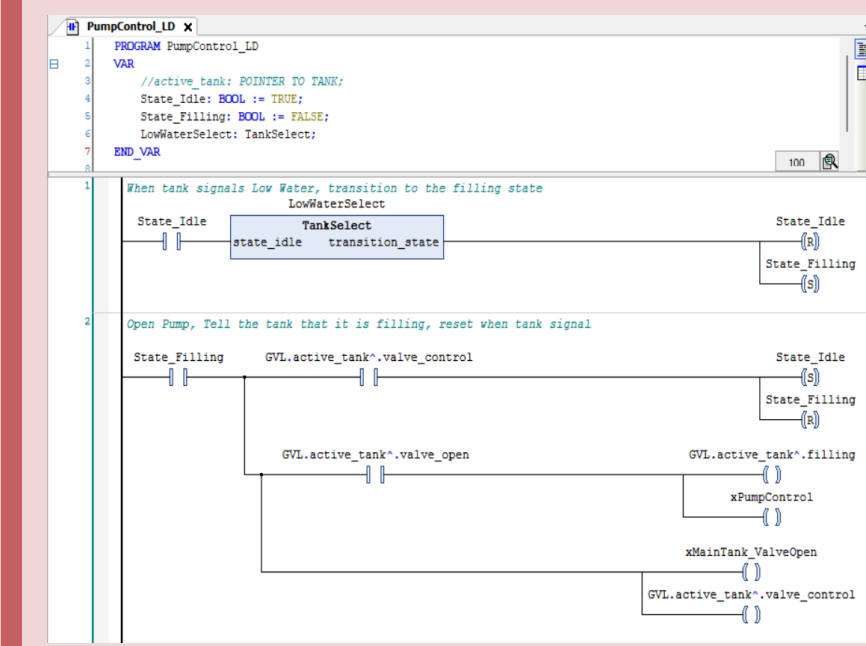 PumpControl_LD X
1 PROGRAM PumpControl_LD
2 VAR
3 //active_tank: POINTER TO TANK;
4 State_Idle: BOOL := TRUE;
5 State_Filling: BOOL := FALSE;
6 LowWaterSelect: TankSelect;
7 END_VAR
8
100
1 When tank signals Low Water, transition to the filling state
LowWaterSelect
State_Idle TankSelect State_Idle
state_idle transition_state R
State_Filling
S
2 Open Pump, Tell the tank that it is filling, reset when tank signal
State_Filling GVL.active_tank^.valve_control State_Idle
S
State_Filling
R
GVL.active_tank^.valve_open GVL.active_tank^.filling
xPumpControl
xMainTank_ValveOpen
GVL.active_tank^.valve_control